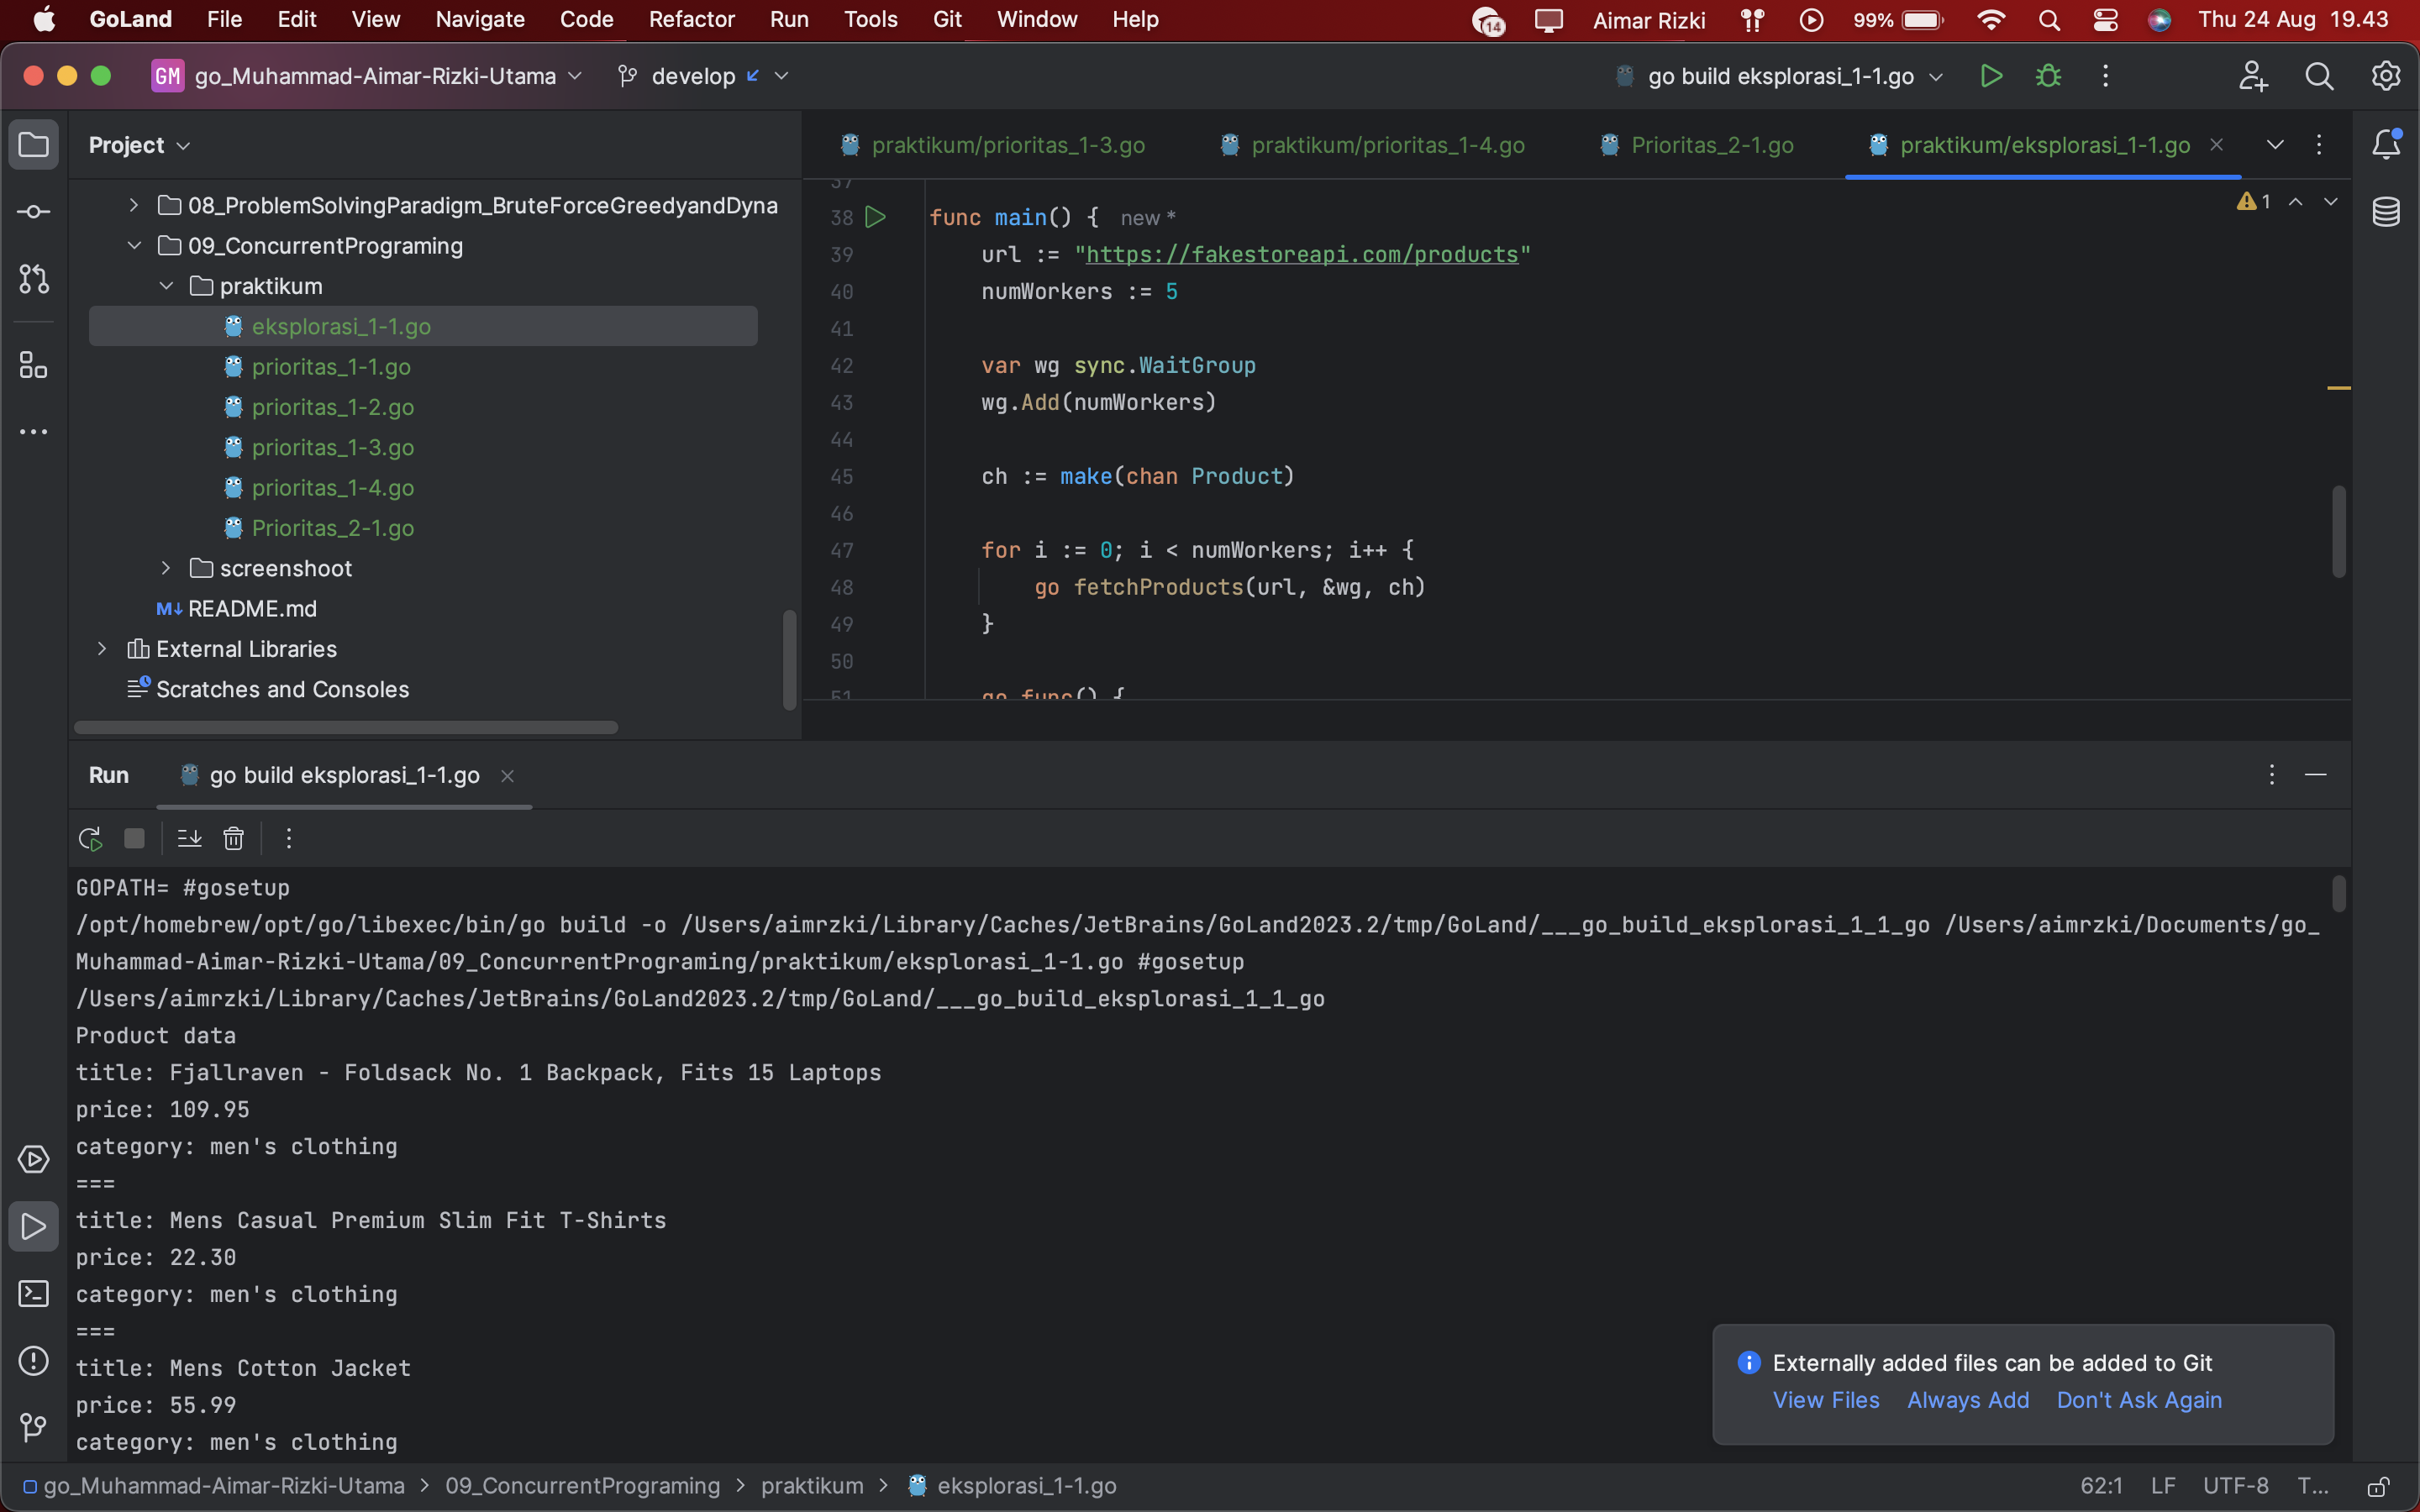 GoLand File Edit View Navigate Code Refactor Run Tools Git Window Help 14 Aimar Rizki 99% Thu 24 Aug 19.43
GM go_Muhammad-Aimar-Rizki-Utama develop go build eksplorasi_1-1.go
Project
08_ProblemSolvingParadigm_BruteForceGreedyandDyna
09_ConcurrentPrograming
praktikum
eksplorasi_1-1.go
prioritas_1-1.go
prioritas_1-2.go
prioritas_1-3.go
prioritas_1-4.go
Prioritas_2-1.go
screenshoot
M↓ README.md
External Libraries
Scratches and Consoles
praktikum/prioritas_1-3.go praktikum/prioritas_1-4.go Prioritas_2-1.go praktikum/eksplorasi_1-1.go
1
37
38 func main() { new *
39 url := "https://fakestoreapi.com/products"
40 numWorkers := 5
41
42 var wg sync.WaitGroup
43 wg.Add(numWorkers)
44
45 ch := make(chan Product)
46
47 for i := 0; i < numWorkers; i++ {
48 go fetchProducts(url, &wg, ch)
49 }
50
51 go func() {
Run go build eksplorasi_1-1.go
GOPATH= #gosetup
/opt/homebrew/opt/go/libexec/bin/go build -o /Users/aimrzki/Library/Caches/JetBrains/GoLand2023.2/tmp/GoLand/___go_build_eksplorasi_1_1_go /Users/aimrzki/Documents/go_
Muhammad-Aimar-Rizki-Utama/09_ConcurrentPrograming/praktikum/eksplorasi_1-1.go #gosetup
/Users/aimrzki/Library/Caches/JetBrains/GoLand2023.2/tmp/GoLand/___go_build_eksplorasi_1_1_go
Product data
title: Fjallraven - Foldsack No. 1 Backpack, Fits 15 Laptops
price: 109.95
category: men's clothing
===
title: Mens Casual Premium Slim Fit T-Shirts
price: 22.30
category: men's clothing
===
title: Mens Cotton Jacket
price: 55.99
category: men's clothing
Externally added files can be added to Git
View Files Always Add Don't Ask Again
go_Muhammad-Aimar-Rizki-Utama > 09_ConcurrentPrograming > praktikum > eksplorasi_1-1.go 62:1 LF UTF-8 T...